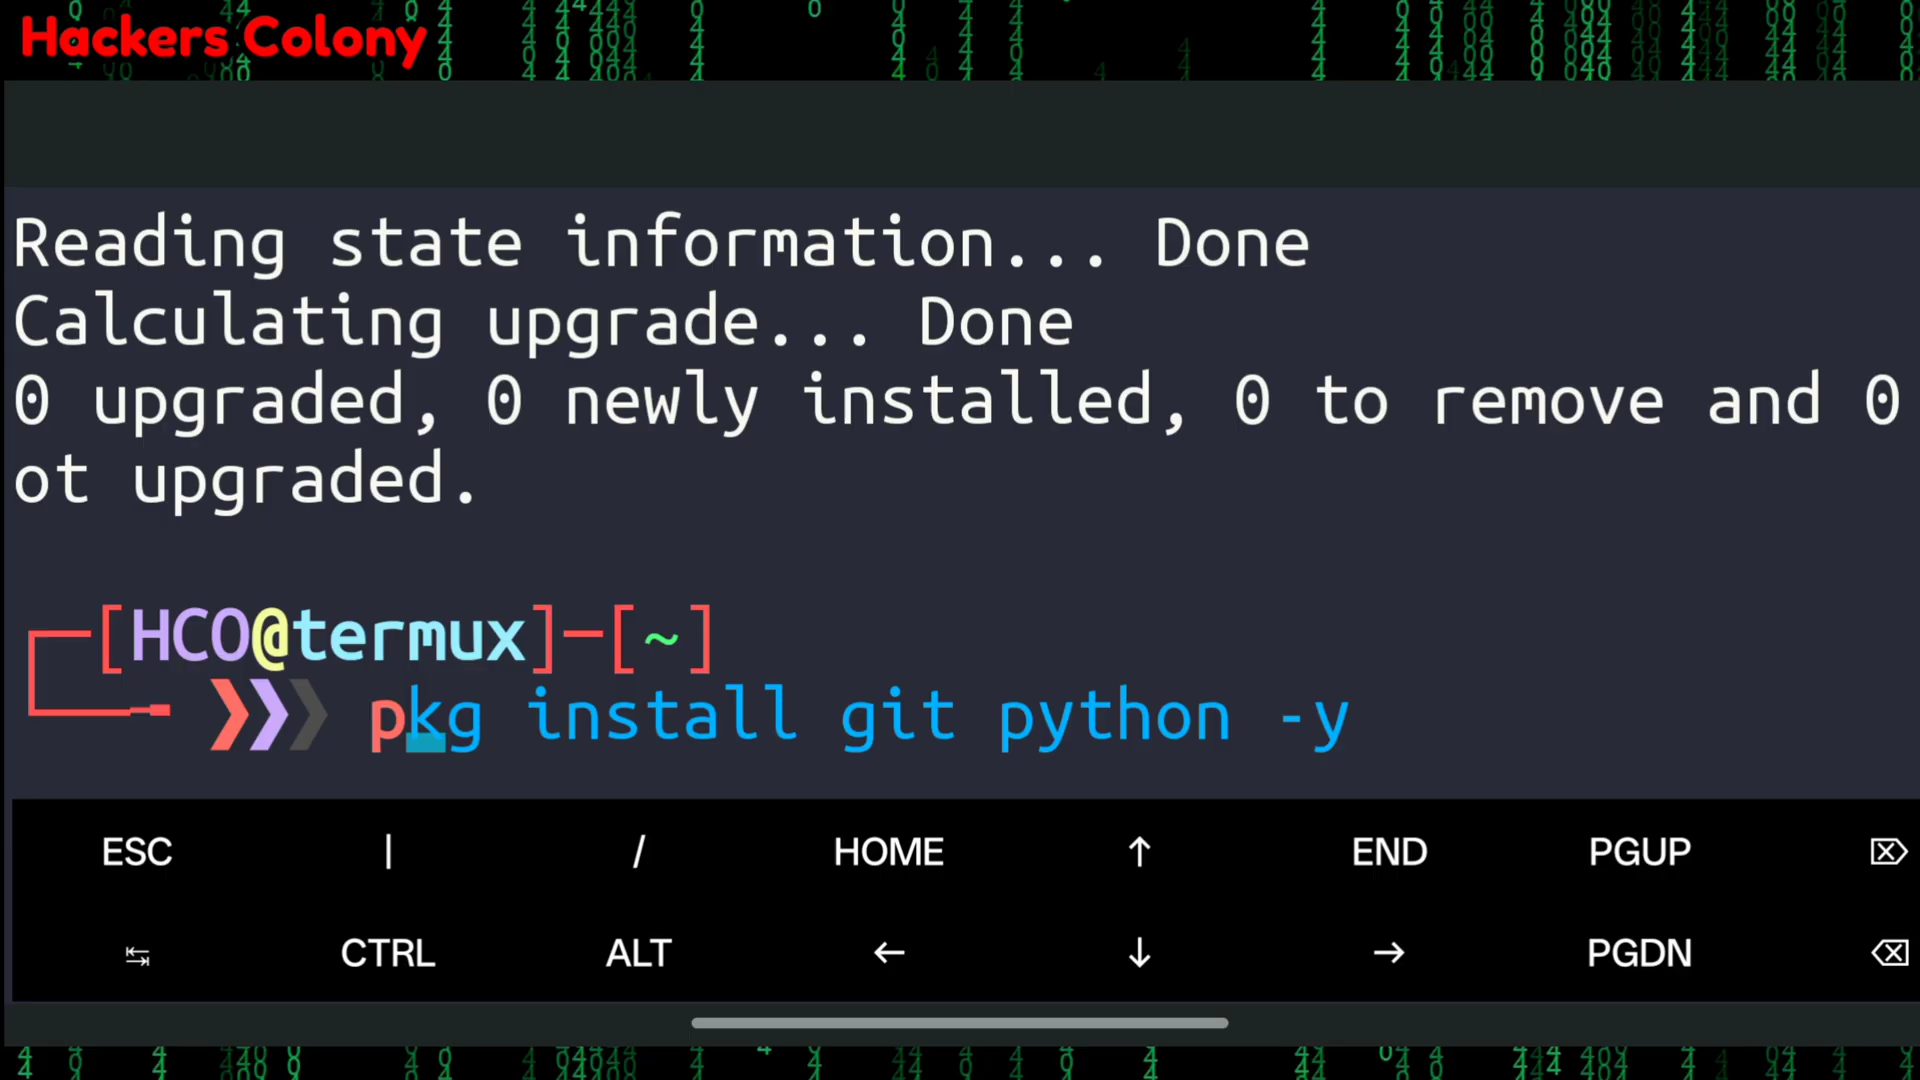 Hackers Colony
Reading state information... Done
Calculating upgrade... Done
0 upgraded, 0 newly installed, 0 to remove and 0
ot upgraded.
[HCO@termux]-[~]
pkg install git python -y
ESC | / HOME ↑ END PGUP ⌦
↹ CTRL ALT ← ↓ → PGDN ⌫